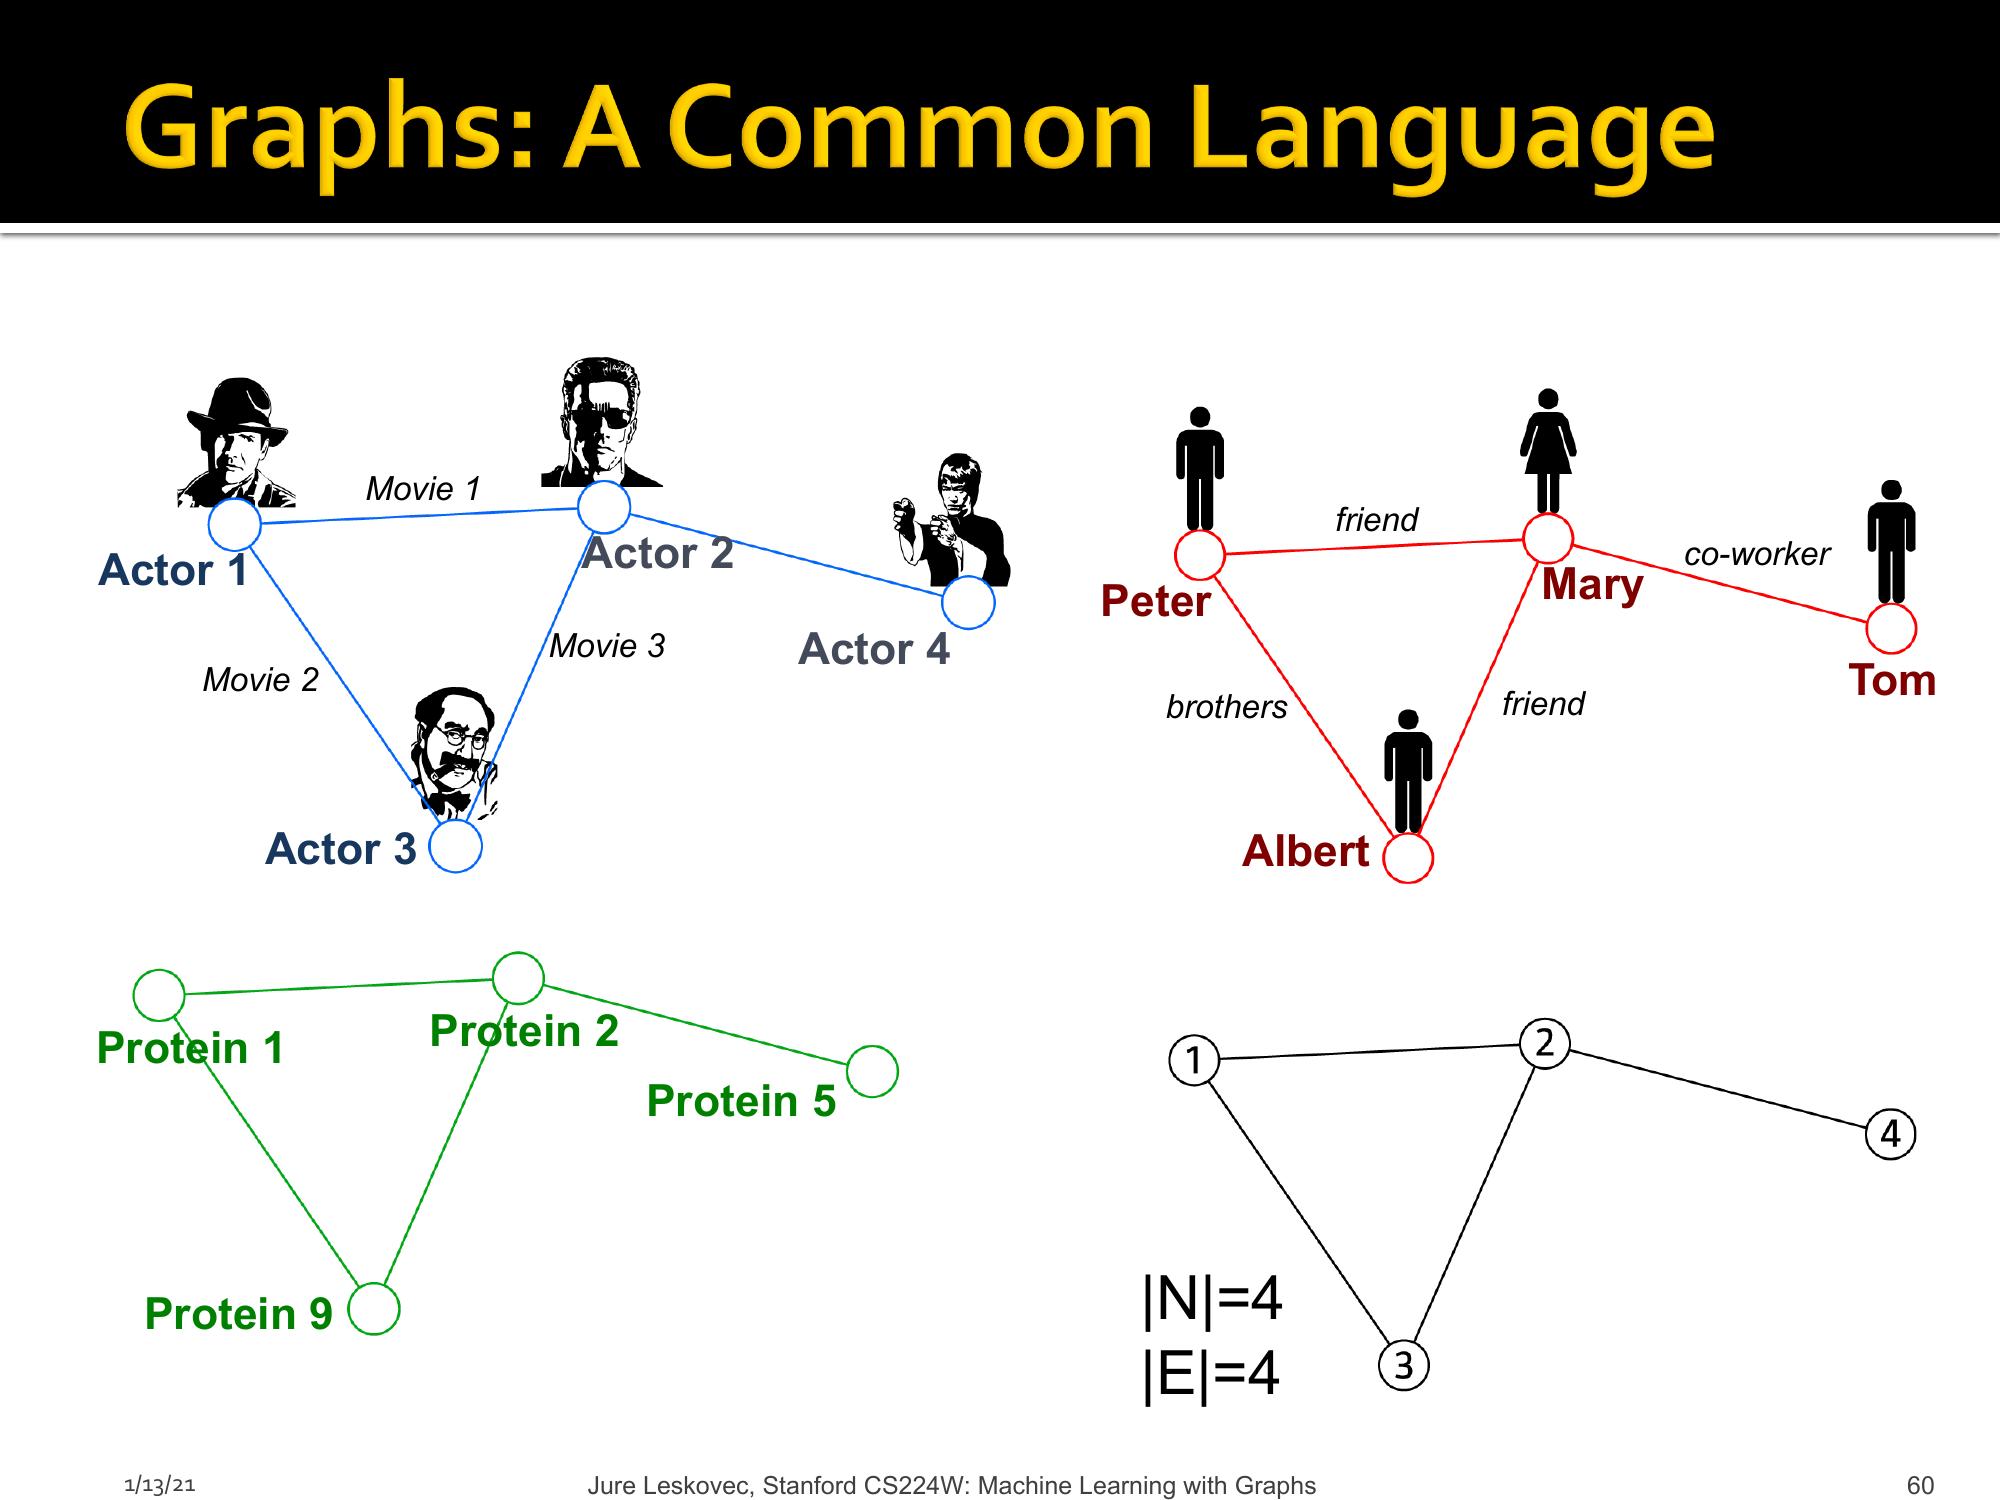 Graphs: A Common Language
Movie 1
Actor 1
Actor 2
Actor 4
Movie 3
Movie 2
Actor 3
friend
co-worker
Peter
Mary
Tom
brothers
friend
Albert
Protein 1
Protein 2
Protein 5
Protein 9
1
2
4
3
|N|=4
|E|=4
1/13/21
Jure Leskovec, Stanford CS224W: Machine Learning with Graphs
60